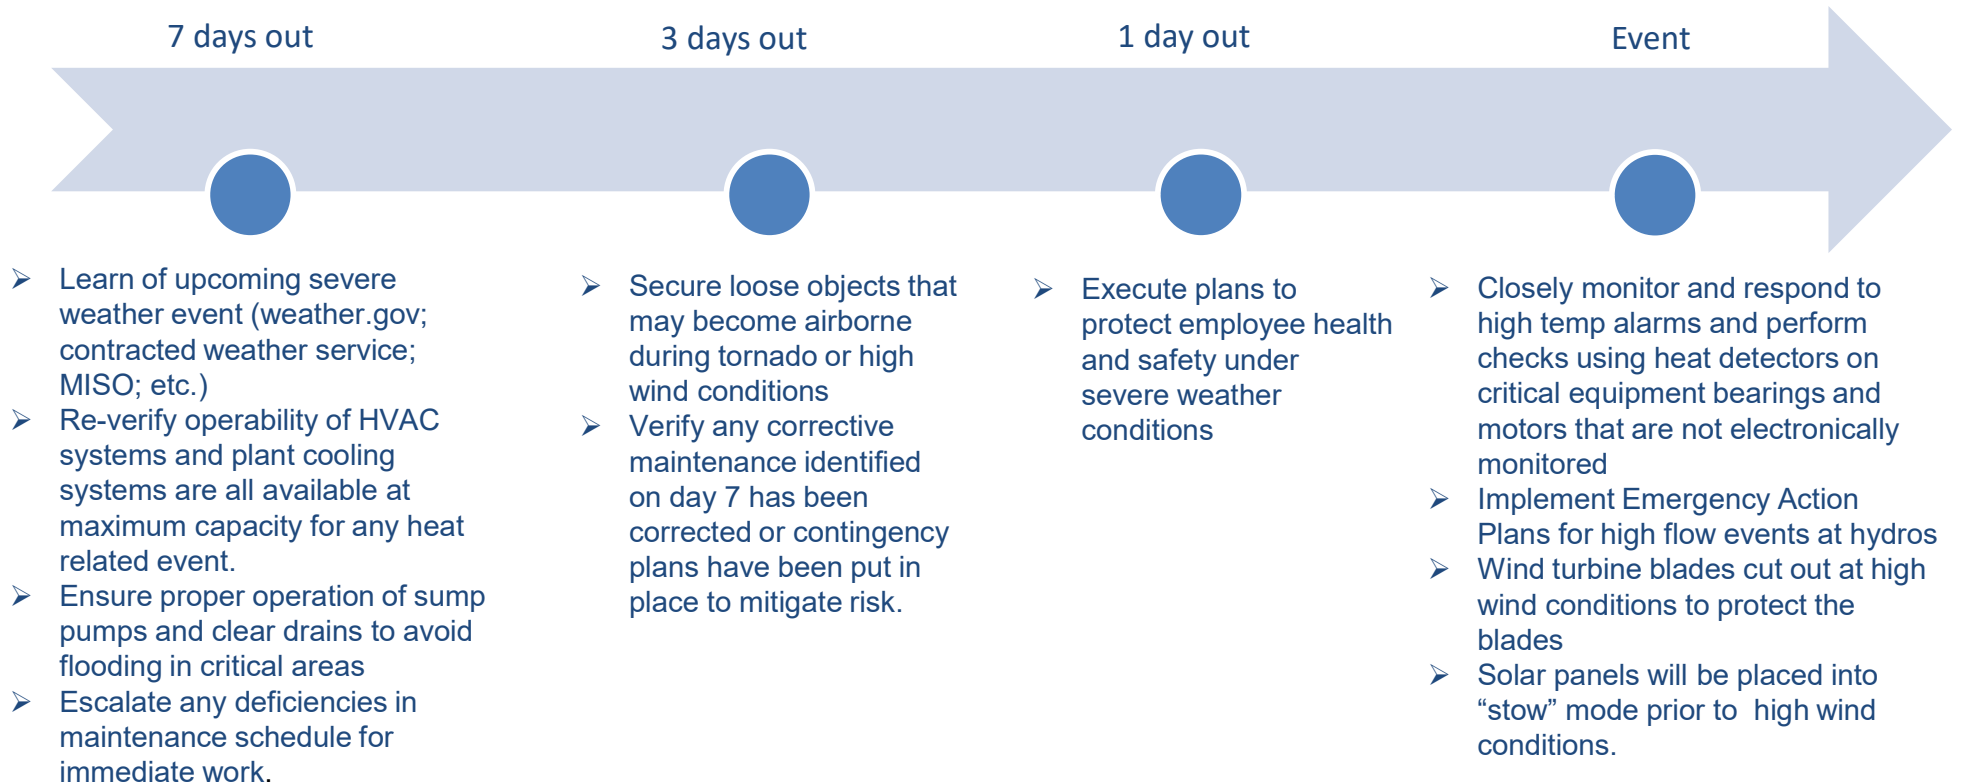 7 days out
3 days out
1 day out
Event
➢ Learn of upcoming severe
weather event (weather.gov;
contracted weather service;
MISO; etc.)
➢ Re-verify operability of HVAC
systems and plant cooling
systems are all available at
maximum capacity for any heat
related event.
➢ Ensure proper operation of sump
pumps and clear drains to avoid
flooding in critical areas
➢ Escalate any deficiencies in
maintenance schedule for
immediate work.
➢ Secure loose objects that
may become airborne
during tornado or high
wind conditions
➢ Verify any corrective
maintenance identified
on day 7 has been
corrected or contingency
plans have been put in
place to mitigate risk.
➢ Execute plans to
protect employee health
and safety under
severe weather
conditions
➢ Closely monitor and respond to
high temp alarms and perform
checks using heat detectors on
critical equipment bearings and
motors that are not electronically
monitored
➢ Implement Emergency Action
Plans for high flow events at hydros
➢ Wind turbine blades cut out at high
wind conditions to protect the
blades
➢ Solar panels will be placed into
“stow” mode prior to high wind
conditions.